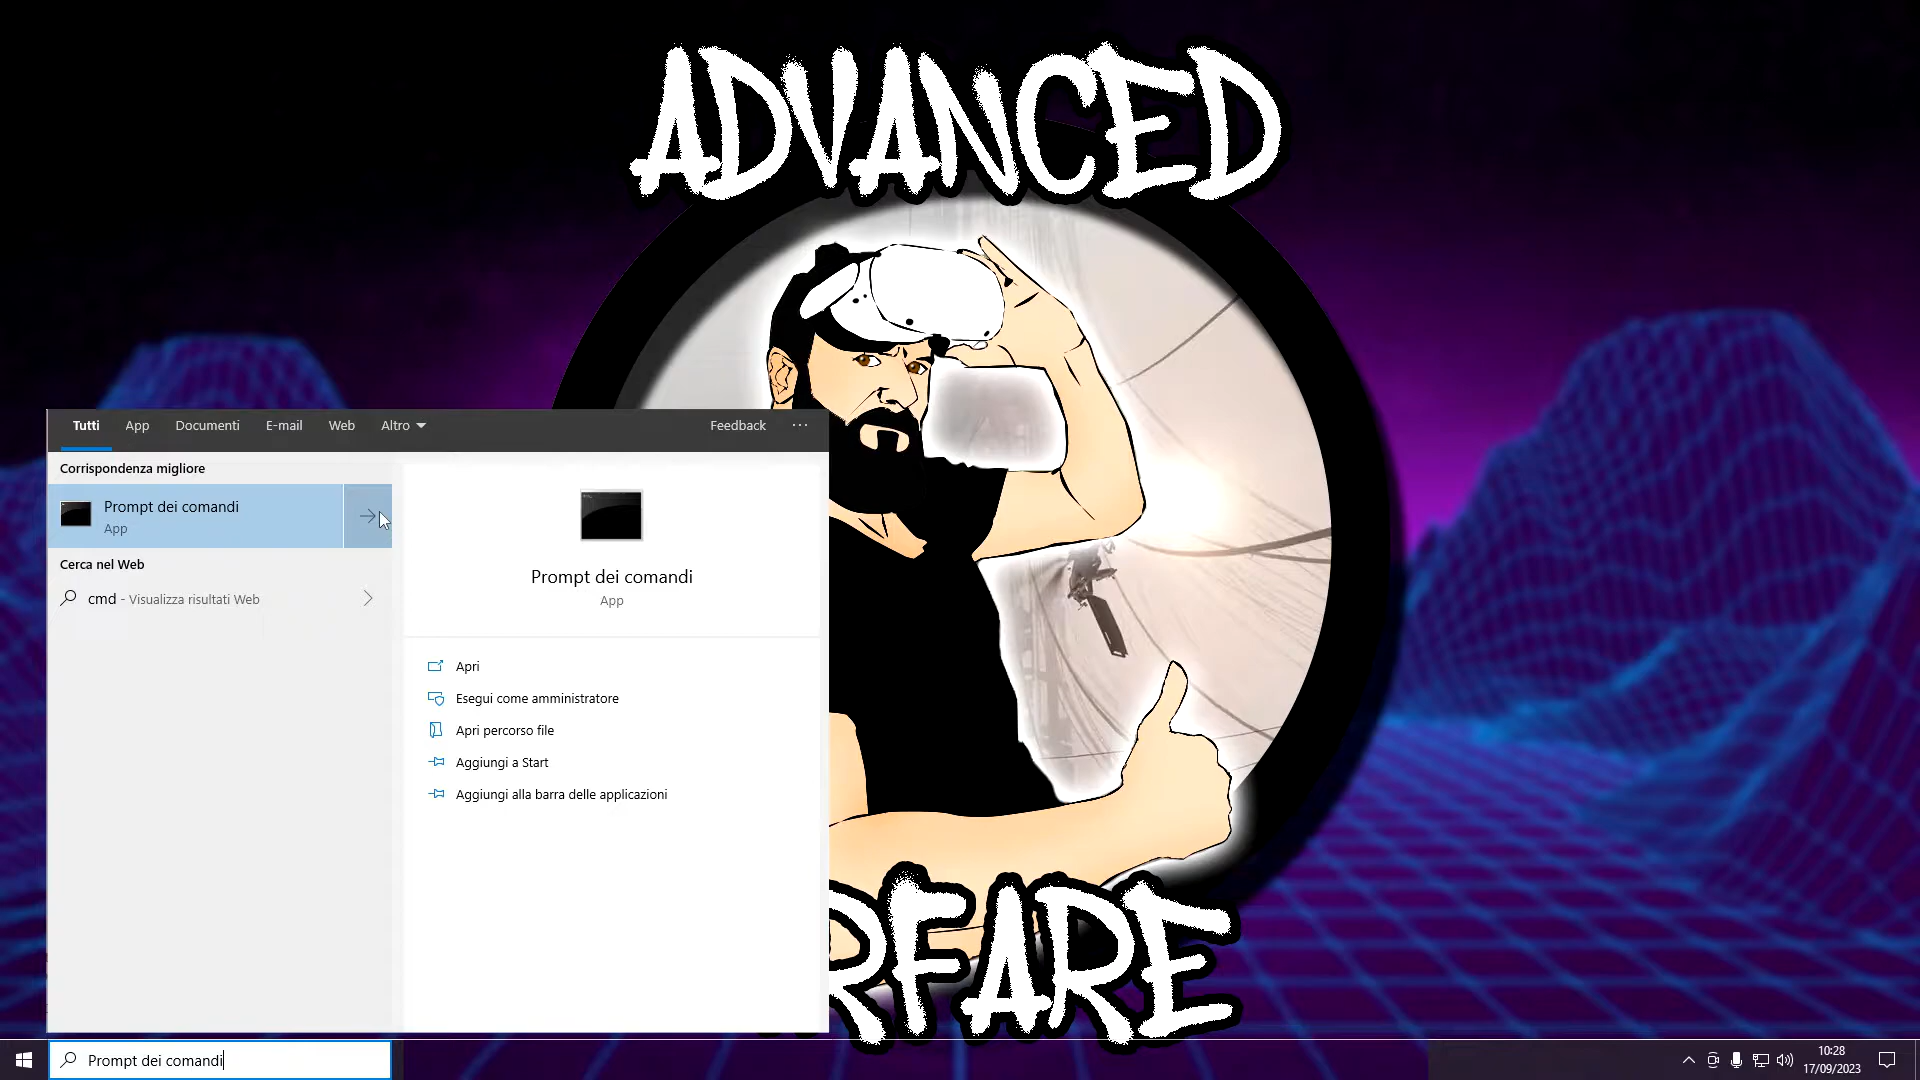 ADVANCED
Tutti App Documenti E-mail Web Altro Feedback ...
Corrispondenza migliore
Prompt dei comandi
App
Cerca nel Web
cmd - Visualizza risultati Web
Prompt dei comandi
App
Apri
Esegui come amministratore
Apri percorso file
Aggiungi a Start
Aggiungi alla barra delle applicazioni
RFARE
Prompt dei comandi
10:28
17/09/2023